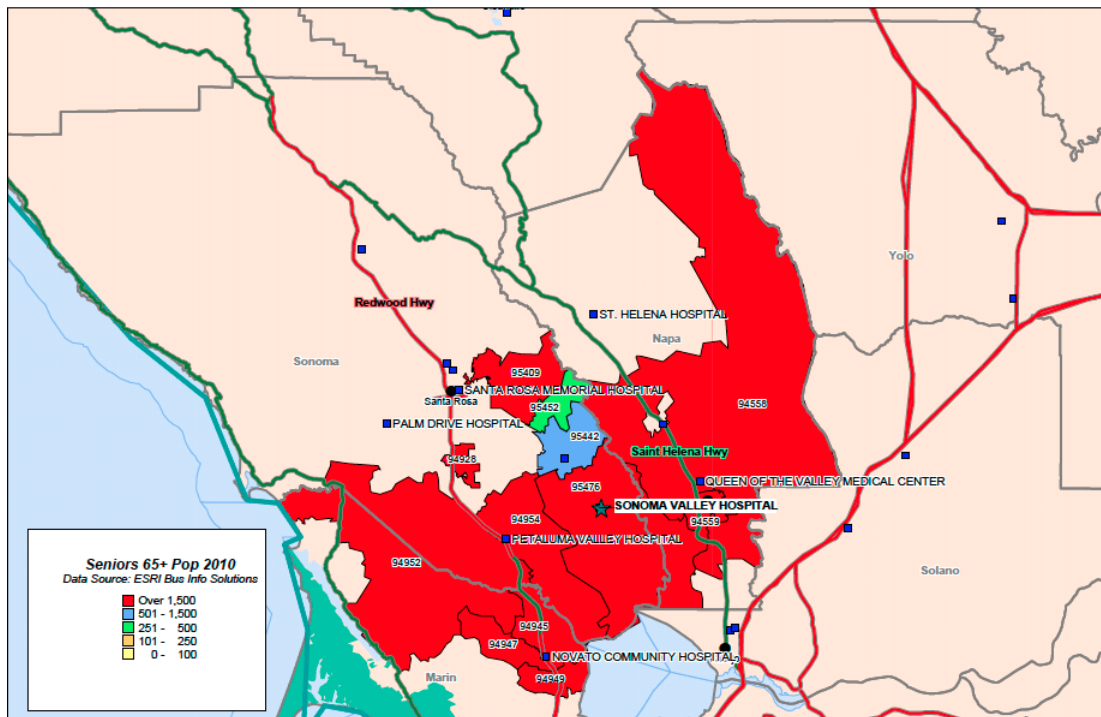 Redwood Hwy
ST. HELENA HOSPITAL
Yolo
Napa
Sonoma
95409
SANTA ROSA MEMORIAL HOSPITAL
Santa Rosa
95452
94558
PALM DRIVE HOSPITAL
95442
Saint Helena Hwy
94928
QUEEN OF THE VALLEY MEDICAL CENTER
95476
SONOMA VALLEY HOSPITAL
94954
94559
PETALUMA VALLEY HOSPITAL
94952
Solano
Seniors 65+ Pop 2010
Data Source: ESRI Bus Info Solutions
Over 1,500
501 - 1,500
251 - 500
101 - 250
0 - 100
94945
94947
NOVATO COMMUNITY HOSPITAL
94949
Marin